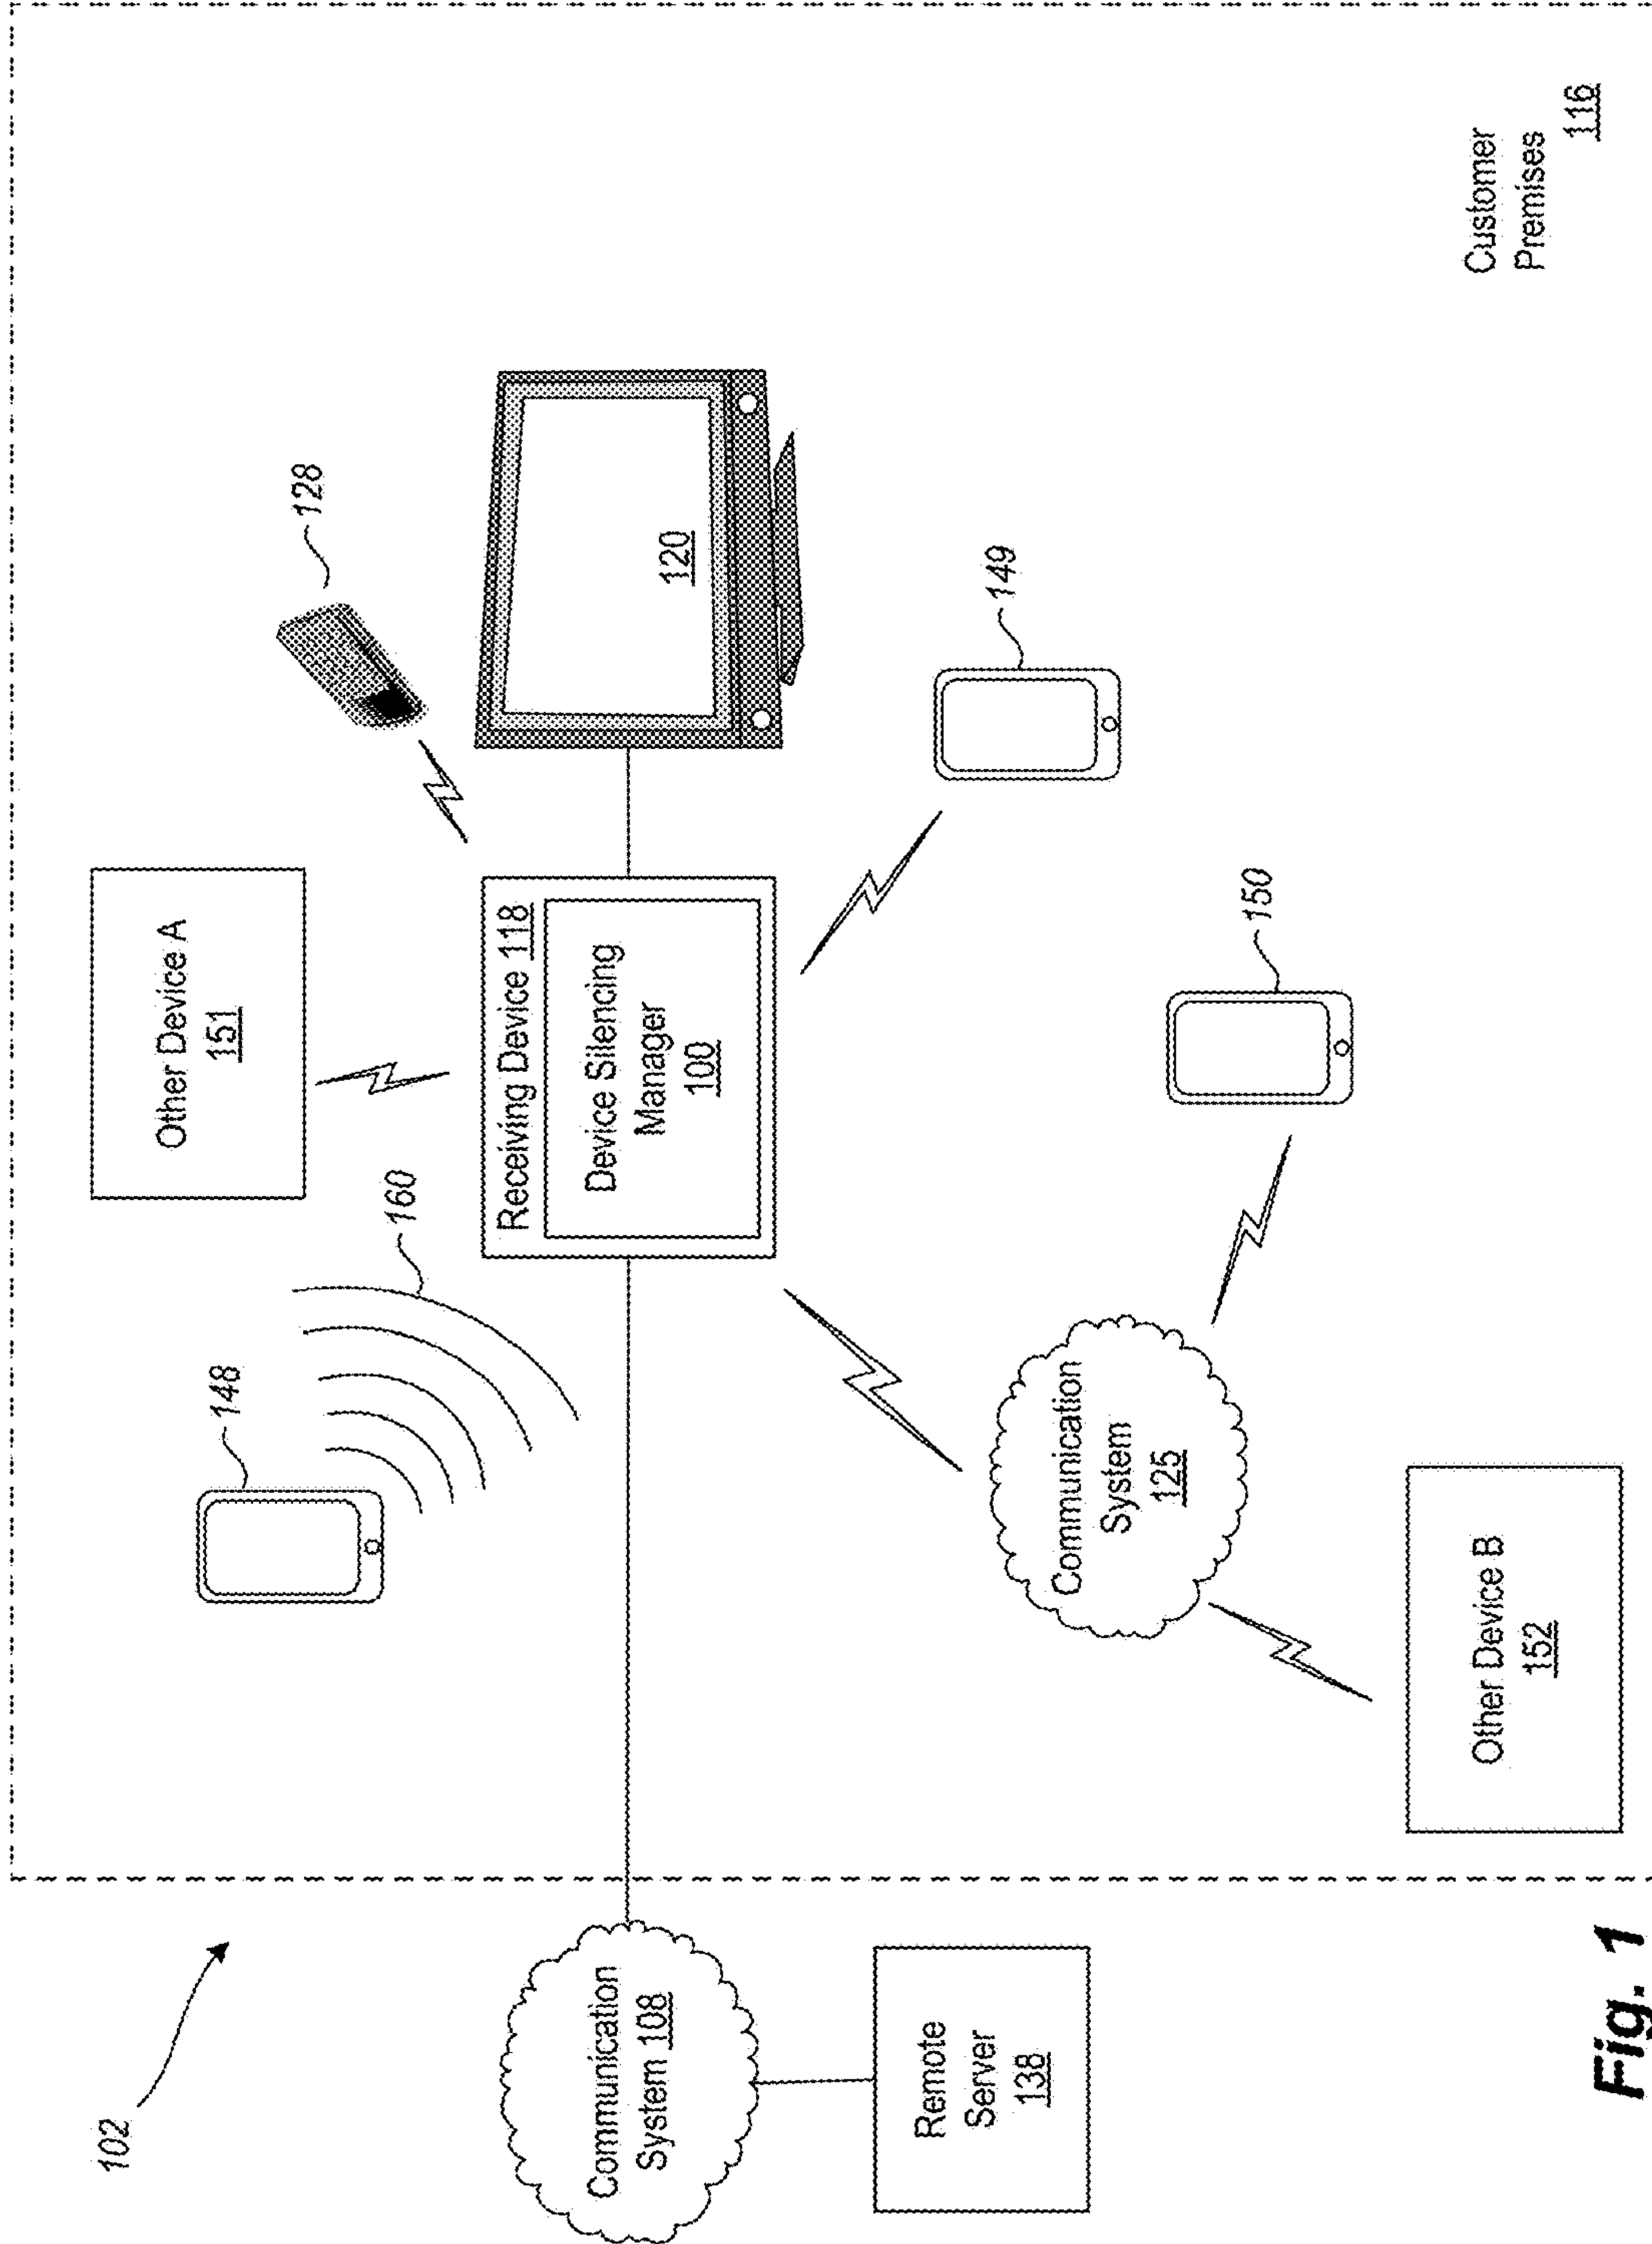 102
Communication
System 108
Remote
Server
138
148
160
Other Device A
151
128
Receiving Device 118
Device Silencing
Manager
100
120
149
150
Communication
System
125
Other Device B
152
Customer
Premises
116
Fig. 1